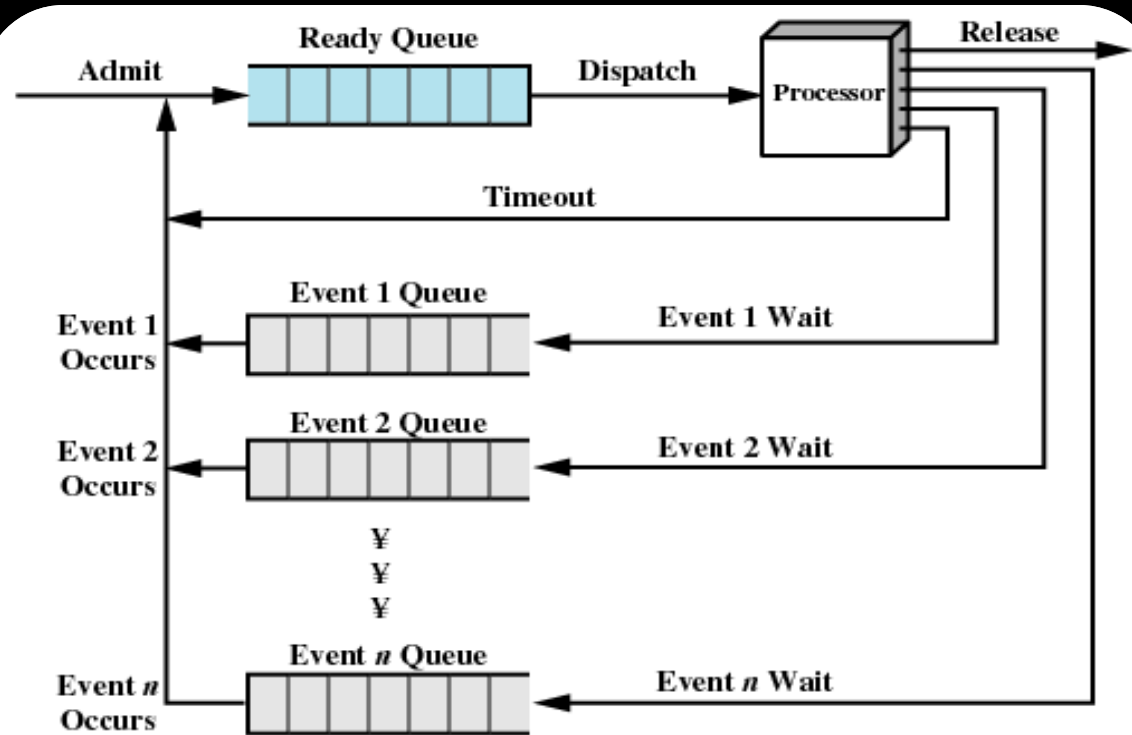 Ready Queue
Release
Admit
Dispatch
Processor
Timeout
Event 1 Queue
Event 1 Wait
Event 1
Occurs
Event 2 Queue
Event 2 Wait
Event 2
Occurs
¥
¥
¥
Event n Queue
Event n Wait
Event n
Occurs